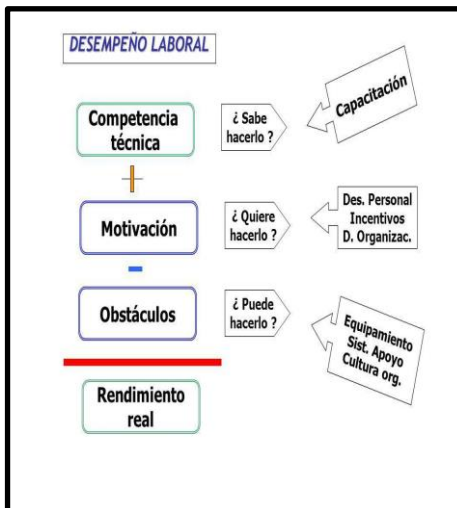 DESEMPEÑO LABORAL
Competencia
técnica
¿ Sabe
hacerlo ?
Capacitación
+
Motivación
¿ Quiere
hacerlo ?
Des. Personal
Incentivos
D. Organizac.
-
Obstáculos
¿ Puede
hacerlo ?
Equipamiento
Sist. Apoyo
Cultura org.
Rendimiento
real